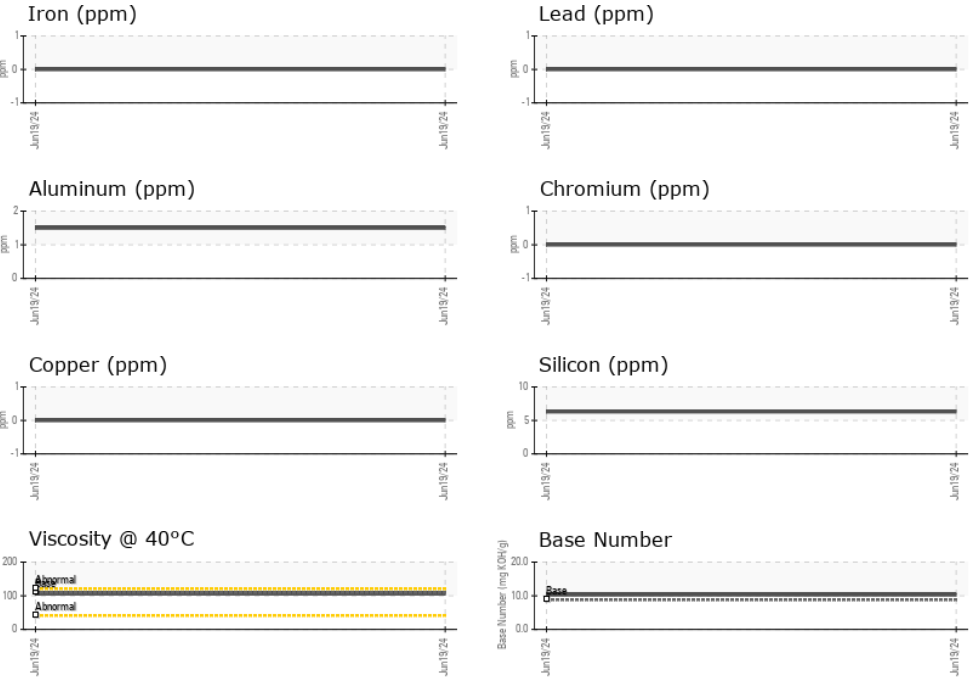 Iron (ppm)
1
0
-1
ppm
Jun19/24
Jun19/24
Lead (ppm)
1
0
-1
ppm
Jun19/24
Jun19/24
Aluminum (ppm)
2
1
0
ppm
Jun19/24
Jun19/24
Chromium (ppm)
1
0
-1
ppm
Jun19/24
Jun19/24
Copper (ppm)
1
0
-1
ppm
Jun19/24
Jun19/24
Silicon (ppm)
10
5
0
ppm
Jun19/24
Jun19/24
Viscosity @ 40°C
200
100
0
Abnormal
Base
Abnormal
Jun19/24
Jun19/24
Base Number
20.0
10.0
0.0
Base Number (mg KOH/g)
Base
Jun19/24
Jun19/24